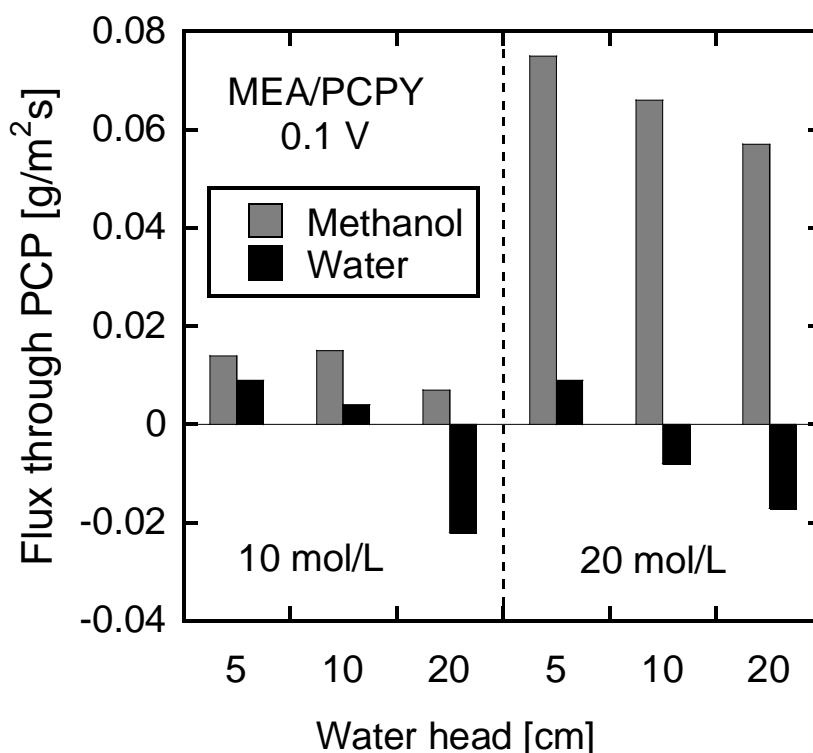 Flux through PCP [g/m²s]
0.08
0.06
0.04
0.02
0
-0.02
-0.04
MEA/PCPY
0.1 V
Methanol
Water
10 mol/L
20 mol/L
5 10 20 5 10 20
Water head [cm]